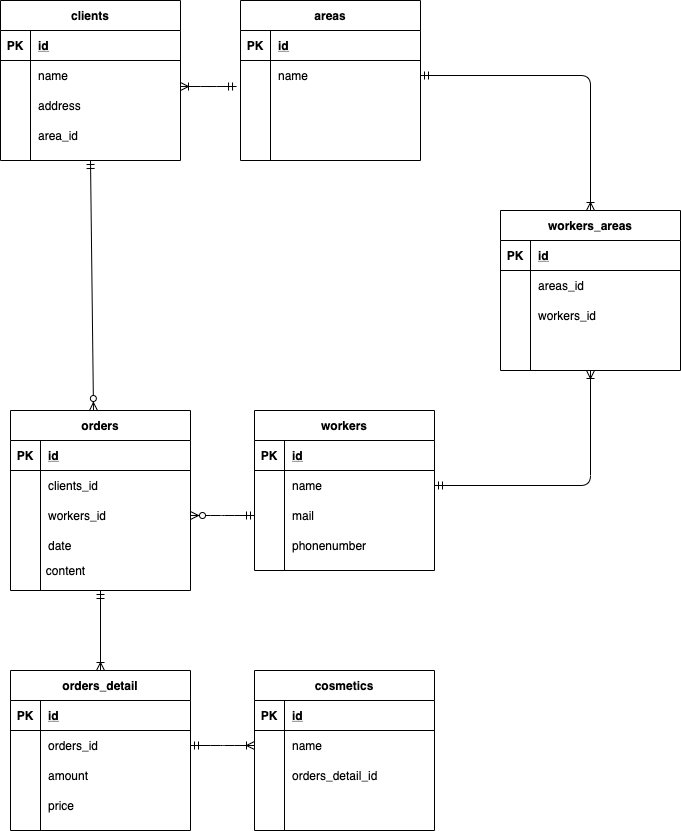 clients
PK id
name
address
area_id
areas
PK id
name
workers_areas
PK id
areas_id
workers_id
orders
PK id
clients_id
workers_id
date
content
workers
PK id
name
mail
phonenumber
orders_detail
PK id
orders_id
amount
price
cosmetics
PK id
name
orders_detail_id